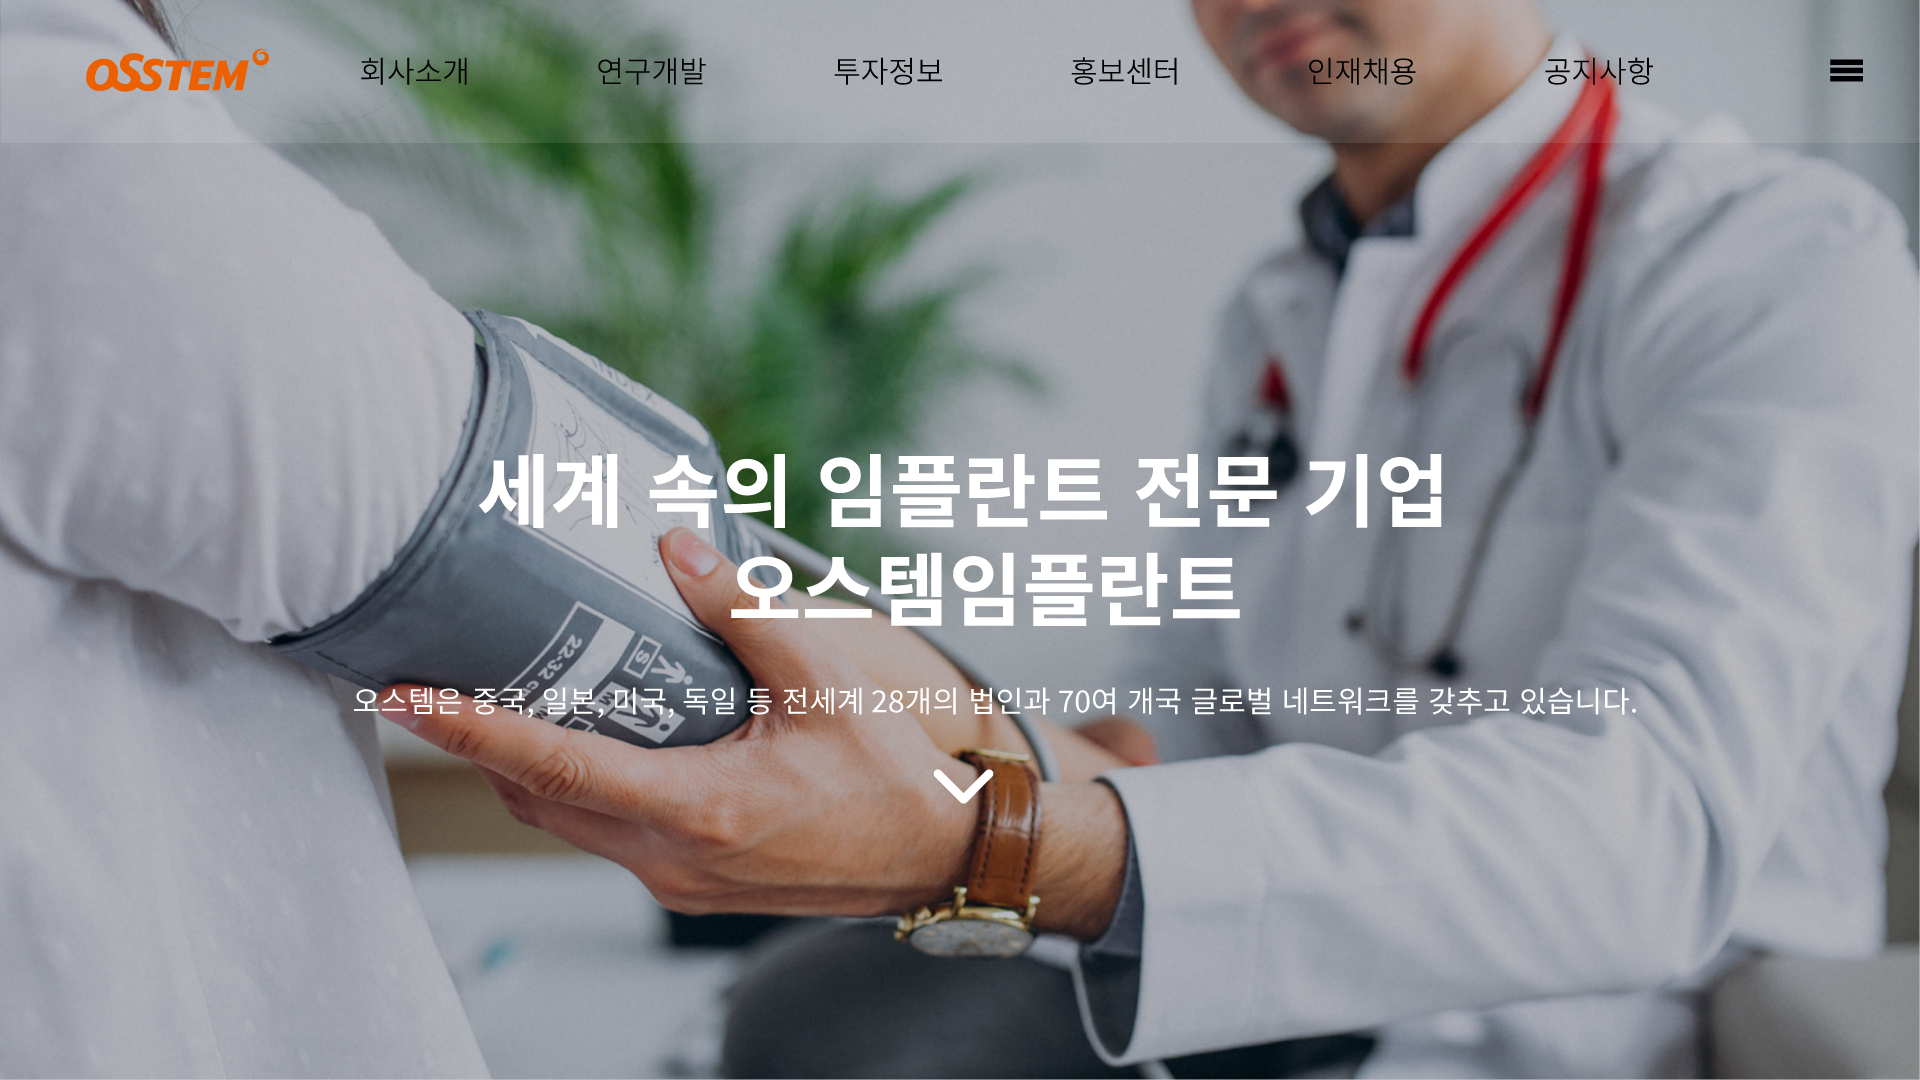 OSSTEM
회사소개
연구개발
투자정보
홍보센터
인재채용
공지사항
세계 속의 임플란트 전문 기업
오스템임플란트
오스템은 중국, 일본, 미국, 독일 등 전세계 28개의 법인과 70여 개국 글로벌 네트워크를 갖추고 있습니다.
INDEX
22-32
S